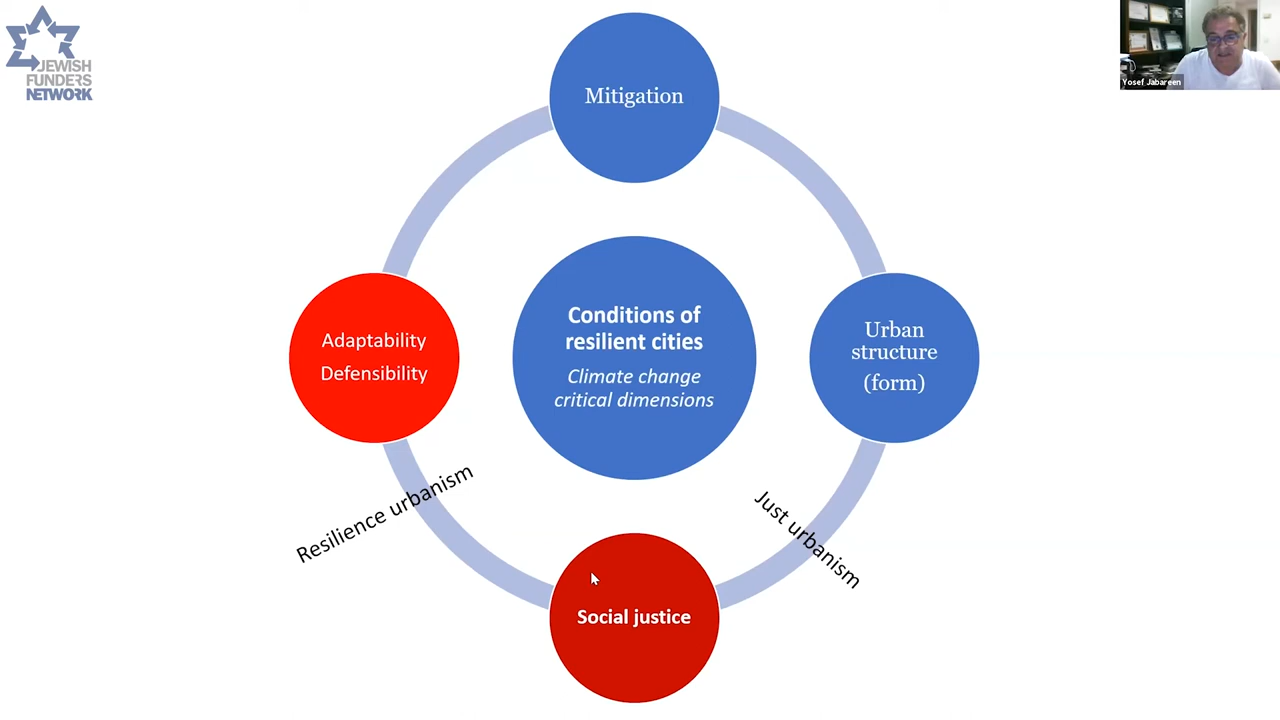 JEWISH
FUNDERS
NETWORK
Yosef Jabareen
Mitigation
Conditions of
resilient cities
Climate change
critical dimensions
Adaptability
Defensibility
Urban
structure
(form)
Resilience urbanism
Just urbanism
Social justice